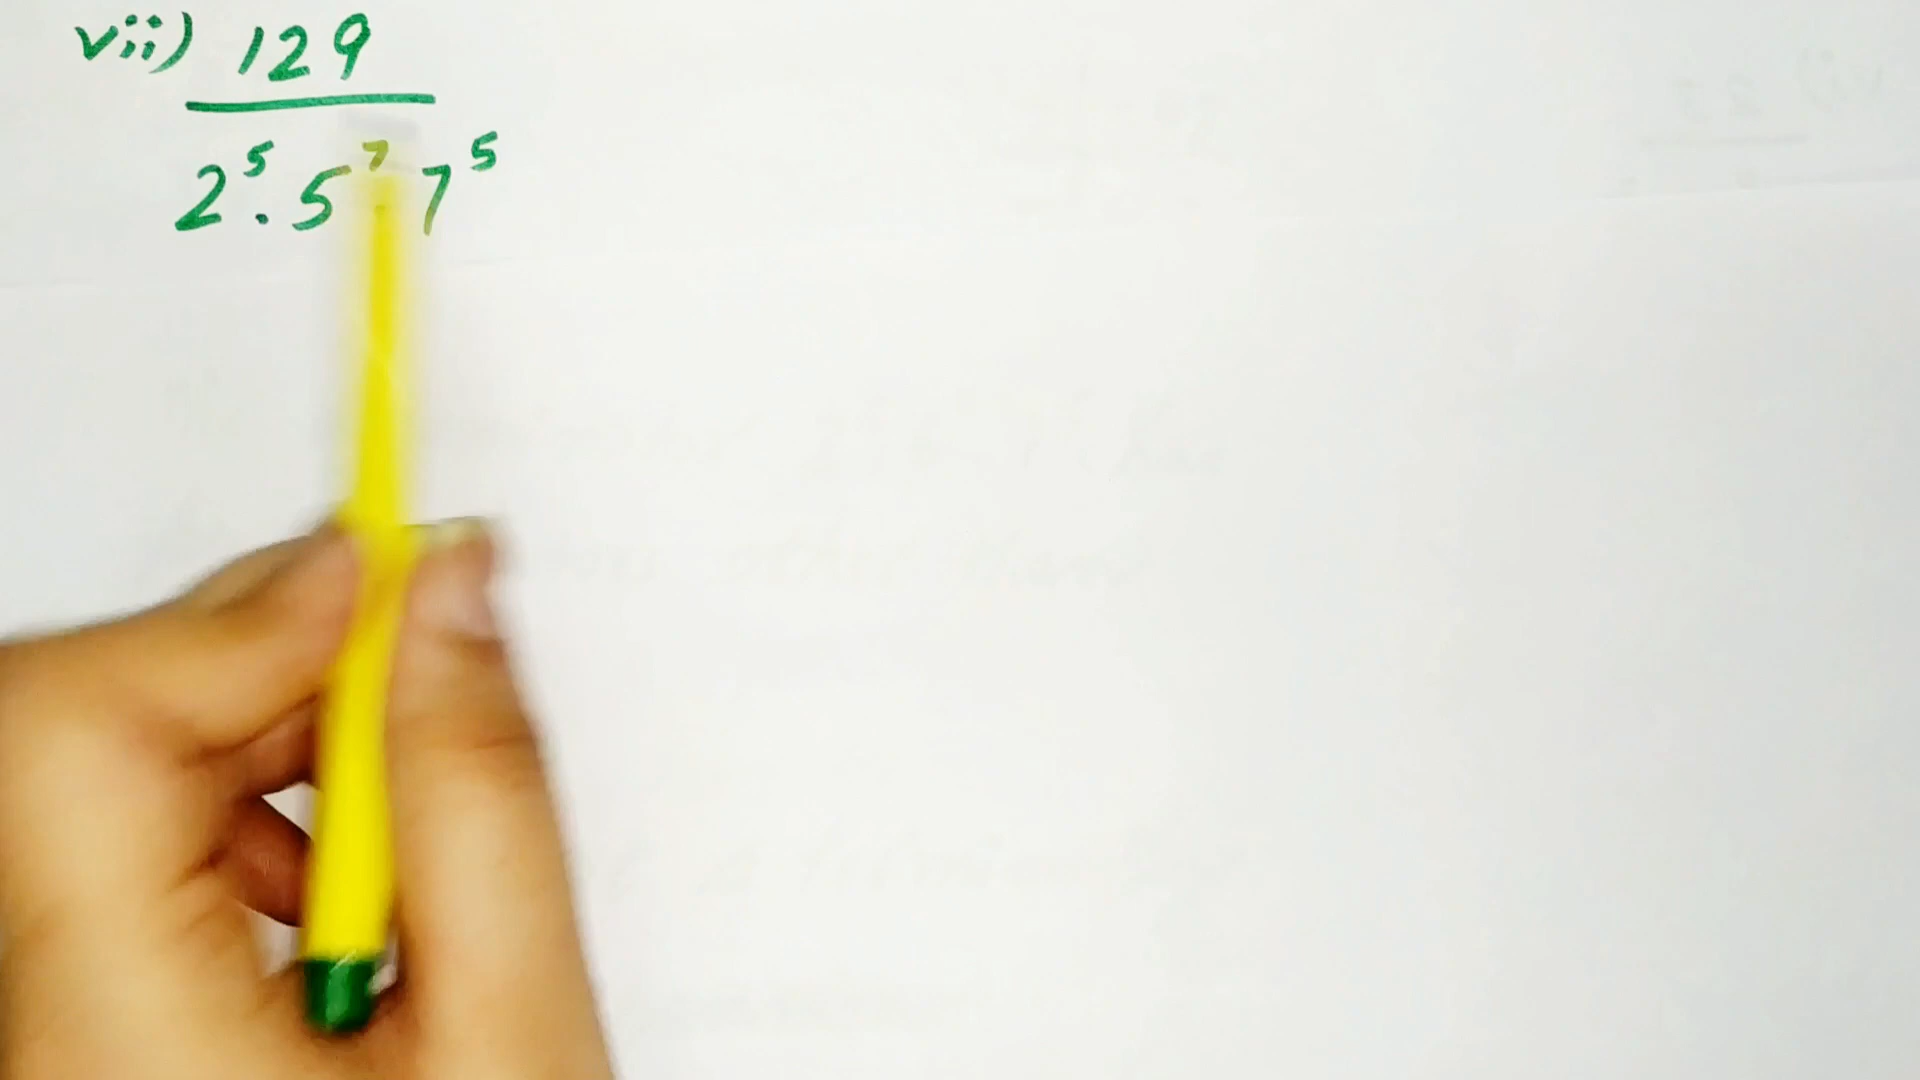 vii) 129
2⁵ . 5⁷ 7⁵